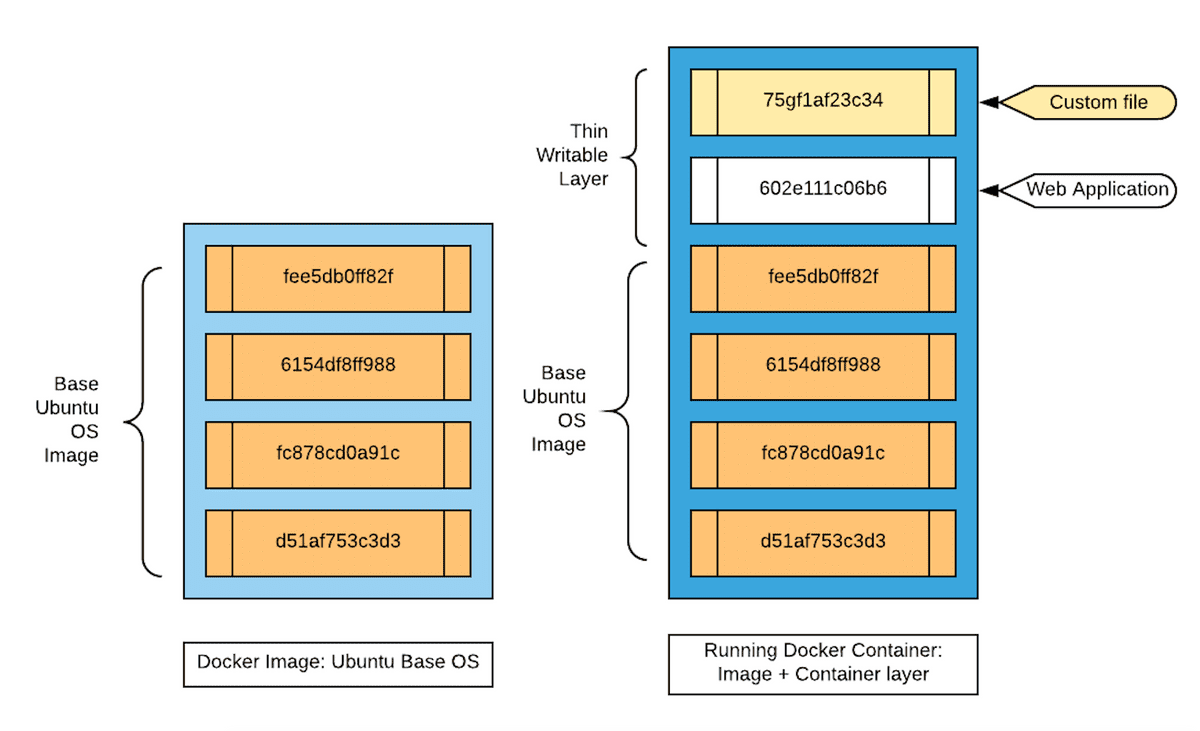 fee5db0ff82f
6154df8ff988
fc878cd0a91c
d51af753c3d3
Base
Ubuntu
OS
Image
Docker Image: Ubuntu Base OS
75gf1af23c34
Custom file
Thin
Writable
Layer
602e111c06b6
Web Application
fee5db0ff82f
6154df8ff988
fc878cd0a91c
d51af753c3d3
Base
Ubuntu
OS
Image
Running Docker Container:
Image + Container layer